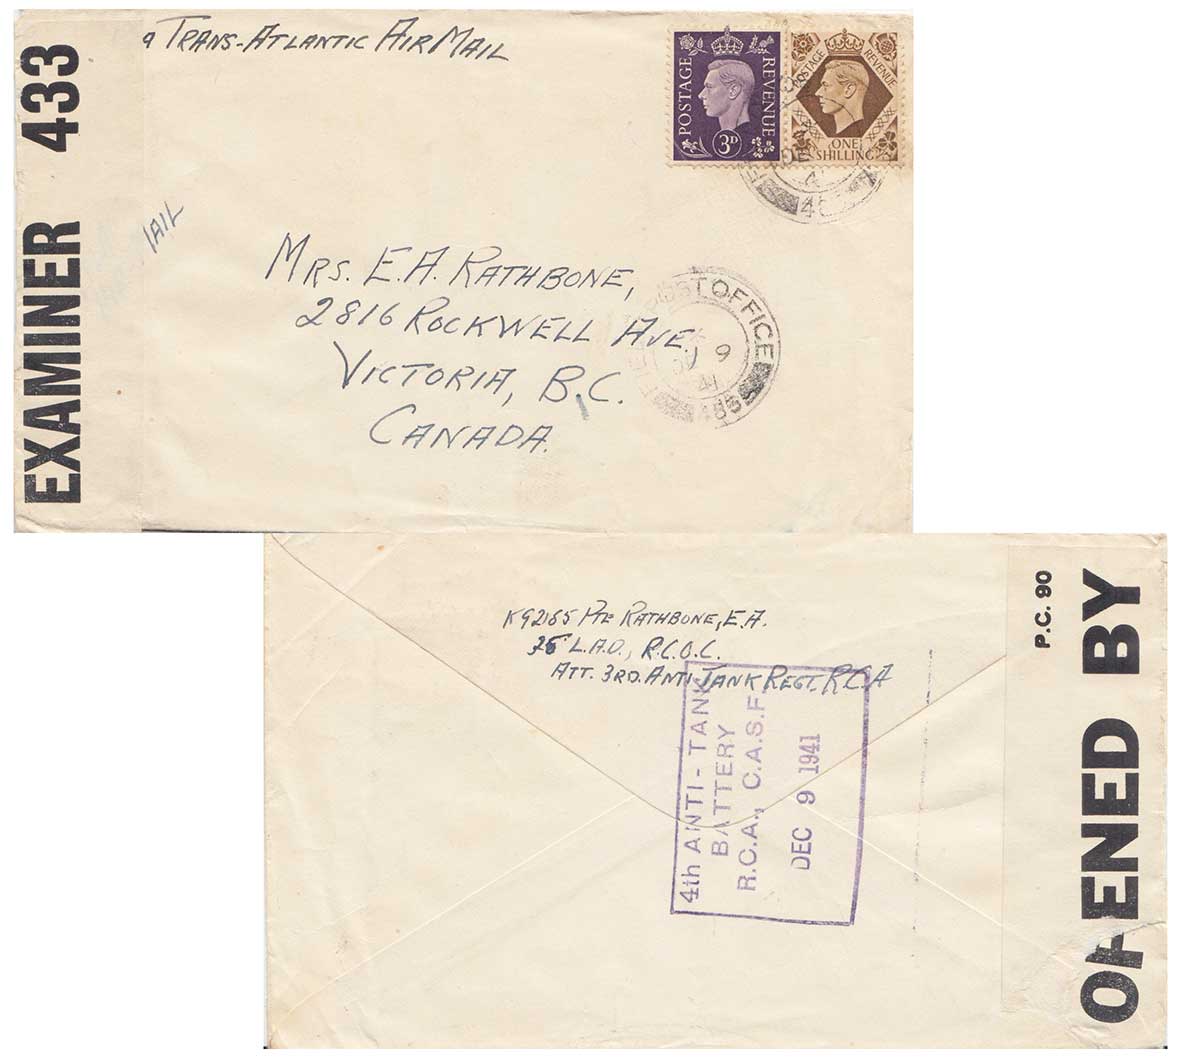 EXAMINER 433
a TRANS-ATLANTIC AIR MAIL
POSTAGE REVENUE
3D
POSTAGE REVENUE
ONE SHILLING
AIL
MRS. E.A. RATHBONE,
2816 ROCKWELL AVE.
VICTORIA, B.C.
CANADA.
POST OFFICE
9
41
P.C. 90
OPENED BY
K92165 Pte RATHBONE, E.A.
L.A.D., R.C.O.C.
ATT. 3RD. ANTI-TANK REGT. R.C.A
4th ANTI-TANK
BATTERY
R.C.A., C.A.S.F.
DEC 9 1941